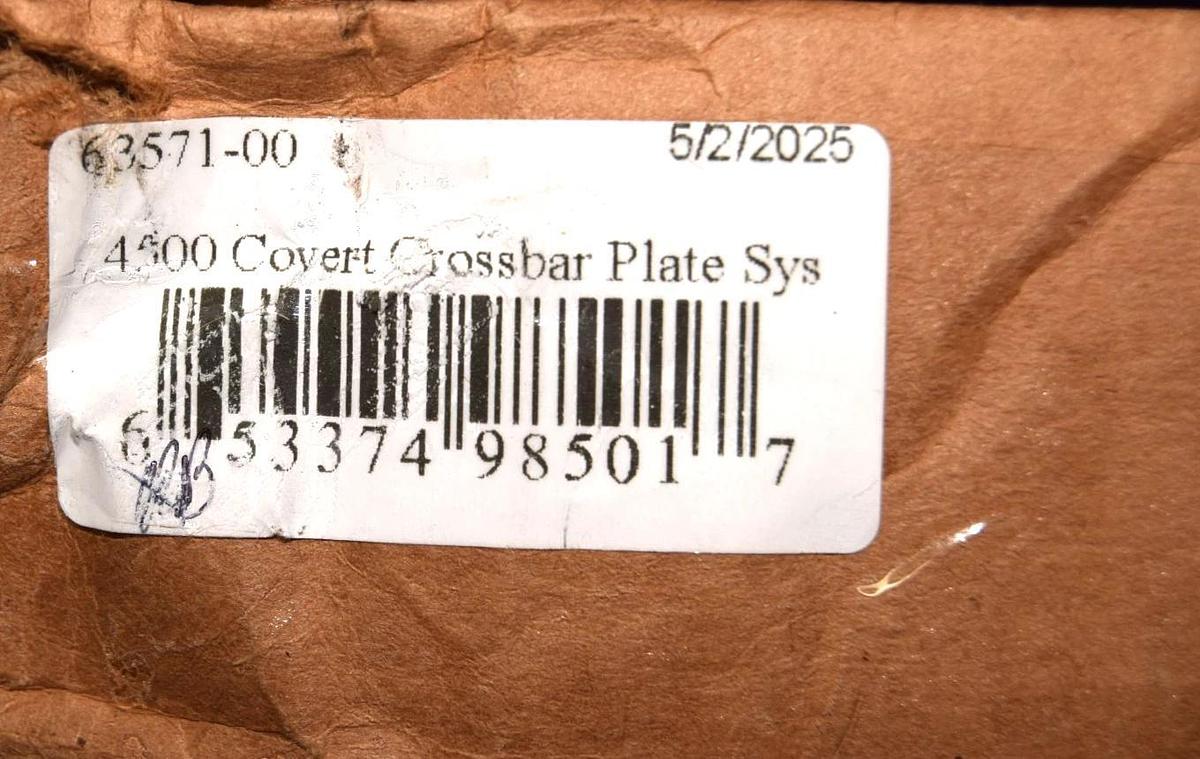 63571-00 5/2/2025
4500 Covert Crossbar Plate Sys
6 53374 98501 7